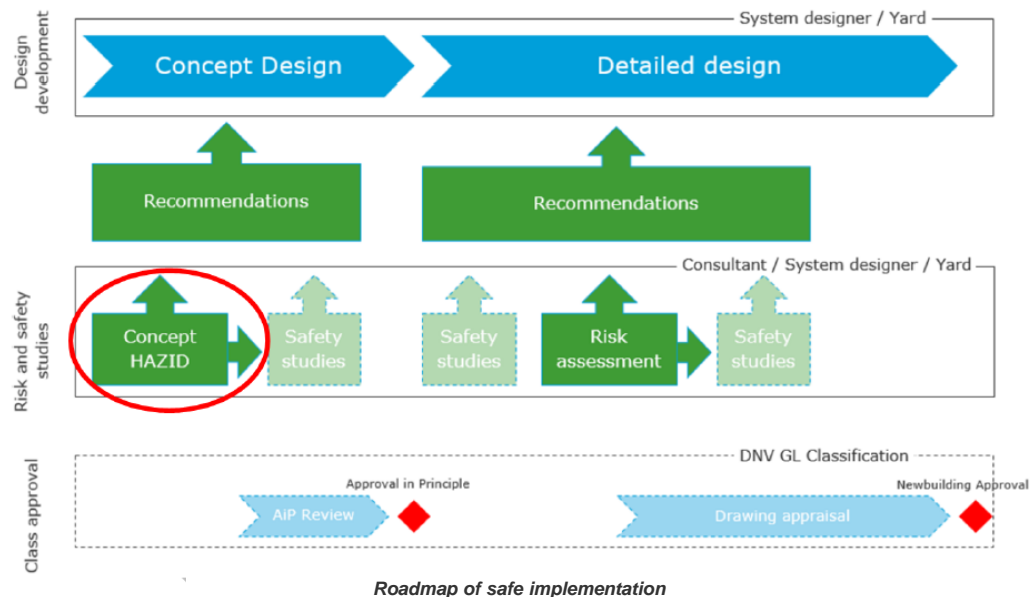 System designer / Yard
Design
development
Concept Design
Detailed design
Recommendations
Recommendations
Consultant / System designer / Yard
Risk and safety
studies
Concept
HAZID
Safety
studies
Safety
studies
Risk
assessment
Safety
studies
DNV GL Classification
Class approval
Approval in Principle
Newbuilding Approval
AiP Review
Drawing appraisal
Roadmap of safe implementation